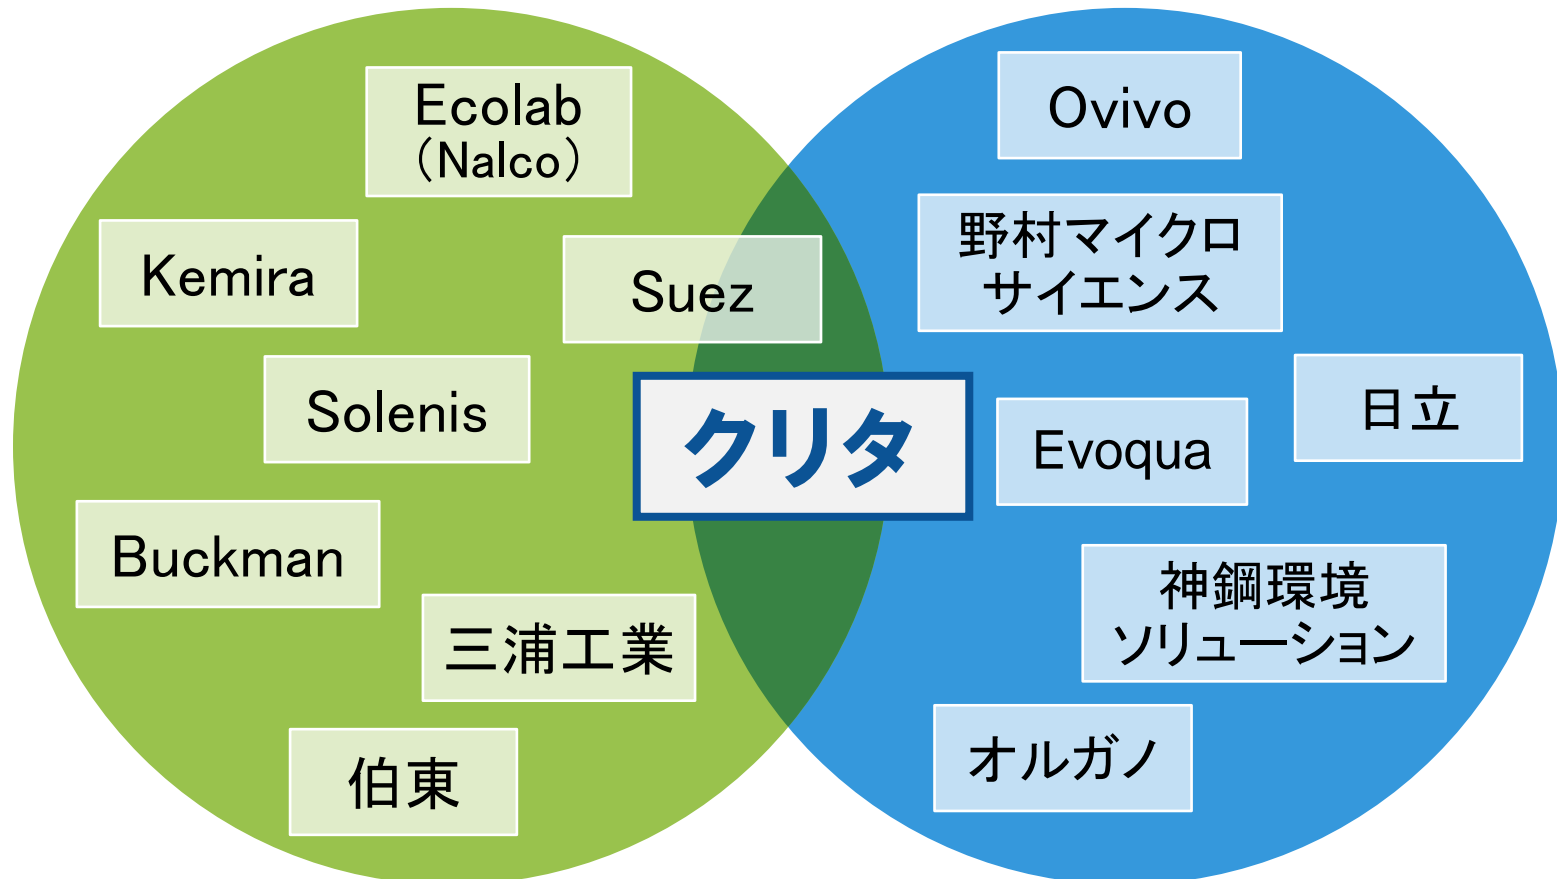 Ecolab
（Nalco）
Kemira
Suez
Solenis
Buckman
三浦工業
伯東
クリタ
Ovivo
野村マイクロ
サイエンス
日立
Evoqua
神鋼環境
ソリューション
オルガノ